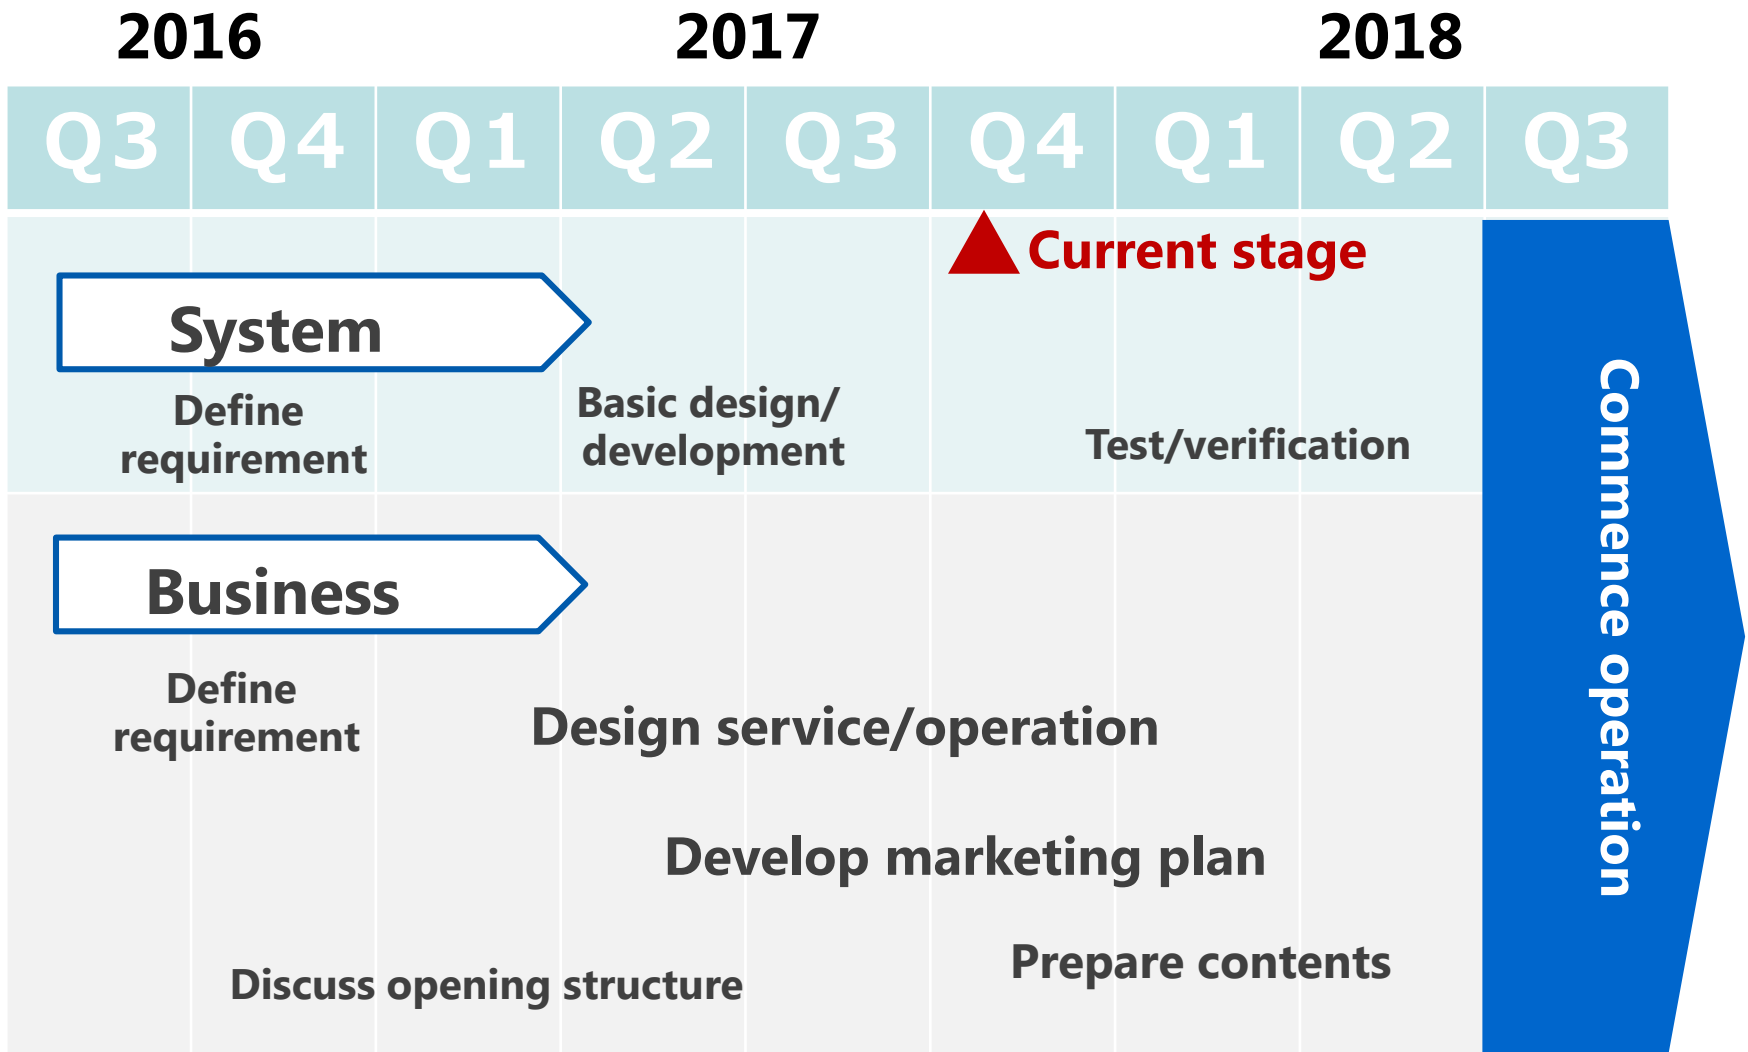 2016 2017 2018
Q3 Q4 Q1 Q2 Q3 Q4 Q1 Q2 Q3
Current stage
System
Define
requirement
Basic design/
development
Test/verification
Business
Define
requirement
Design service/operation
Develop marketing plan
Prepare contents
Discuss opening structure
Commence operation